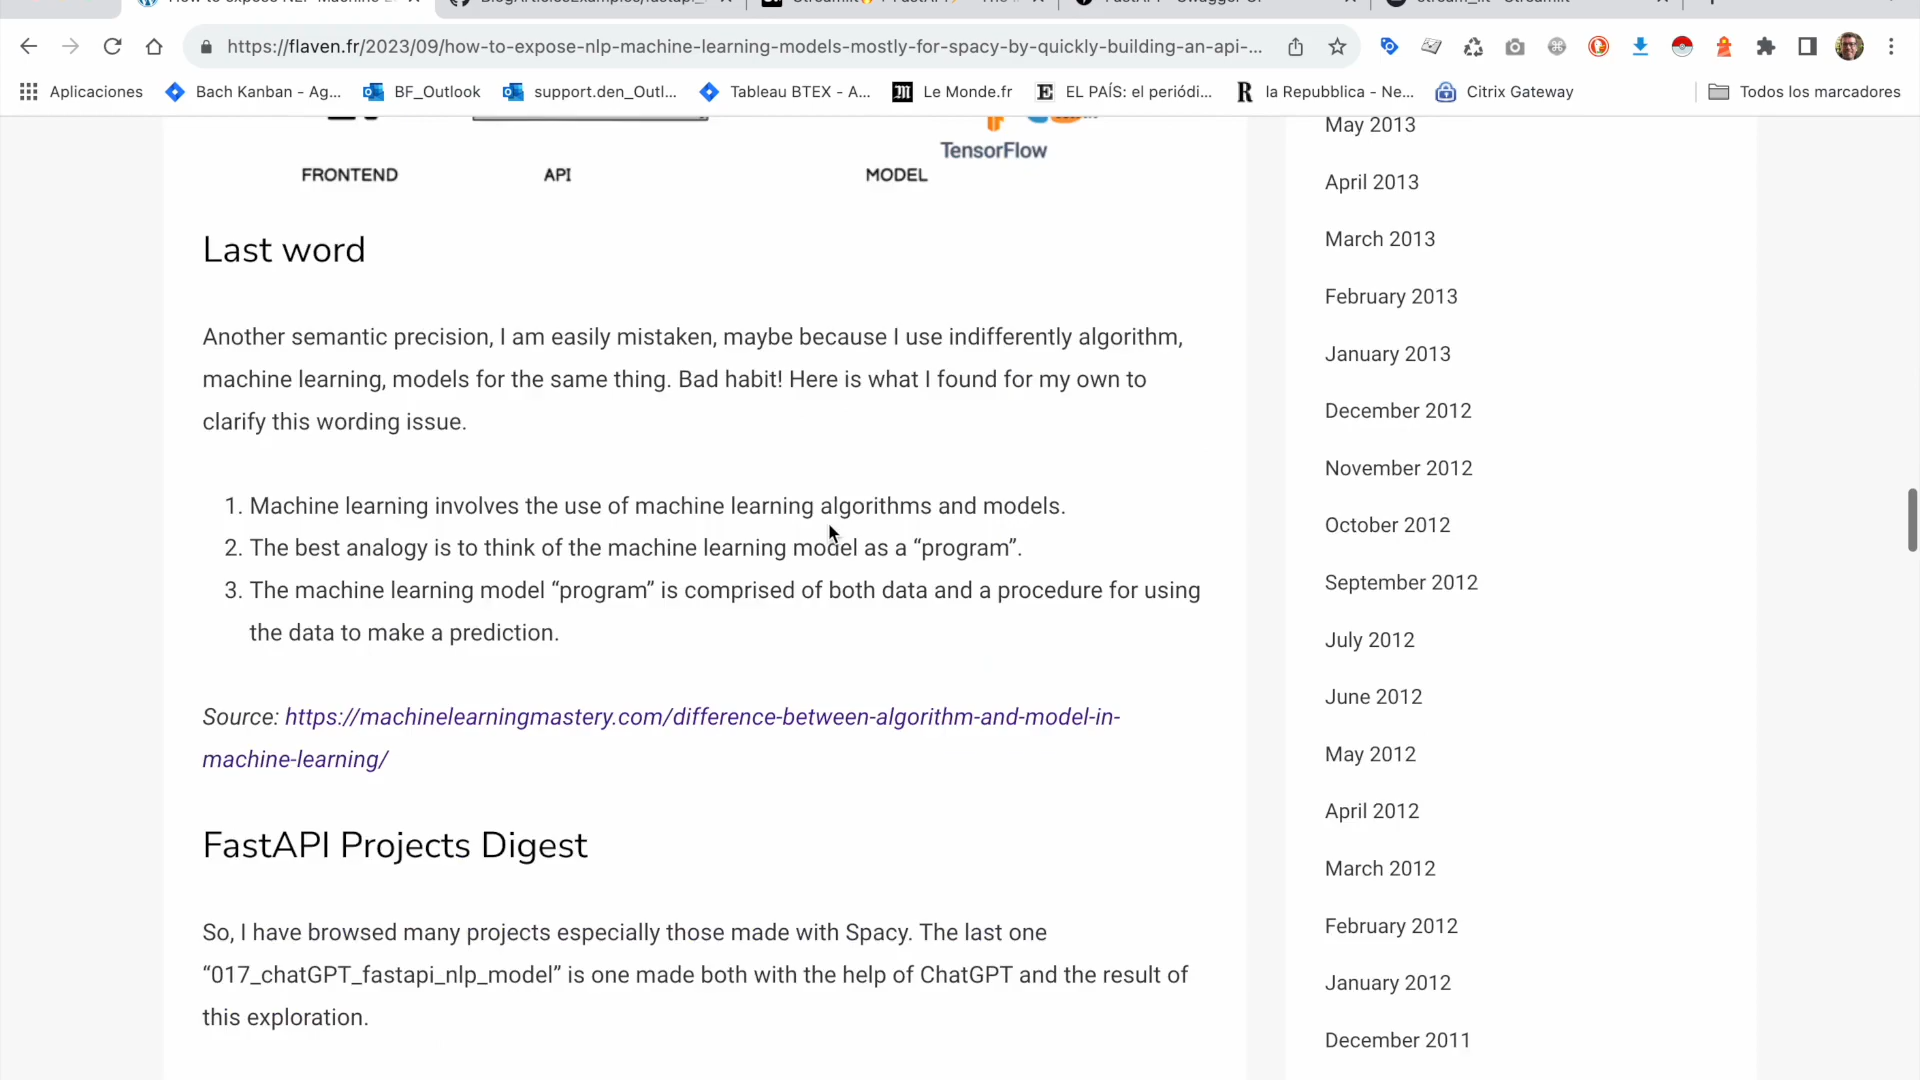 https://flaven.fr/2023/09/how-to-expose-nlp-machine-learning-models-mostly-for-spacy-by-quickly-building-an-api-...
Aplicaciones
Bach Kanban - Ag...
BF_Outlook
support.den_Outl...
Tableau BTEX - A...
Le Monde.fr
EL PAÍS: el periódi...
la Repubblica - Ne...
Citrix Gateway
Todos los marcadores
TensorFlow
FRONTEND
API
MODEL
Last word
Another semantic precision, I am easily mistaken, maybe because I use indifferently algorithm,
machine learning, models for the same thing. Bad habit! Here is what I found for my own to
clarify this wording issue.
1. Machine learning involves the use of machine learning algorithms and models.
2. The best analogy is to think of the machine learning model as a “program”.
3. The machine learning model “program” is comprised of both data and a procedure for using
the data to make a prediction.
Source: https://machinelearningmastery.com/difference-between-algorithm-and-model-in-
machine-learning/
FastAPI Projects Digest
So, I have browsed many projects especially those made with Spacy. The last one
“017_chatGPT_fastapi_nlp_model” is one made both with the help of ChatGPT and the result of
this exploration.
May 2013
April 2013
March 2013
February 2013
January 2013
December 2012
November 2012
October 2012
September 2012
July 2012
June 2012
May 2012
April 2012
March 2012
February 2012
January 2012
December 2011